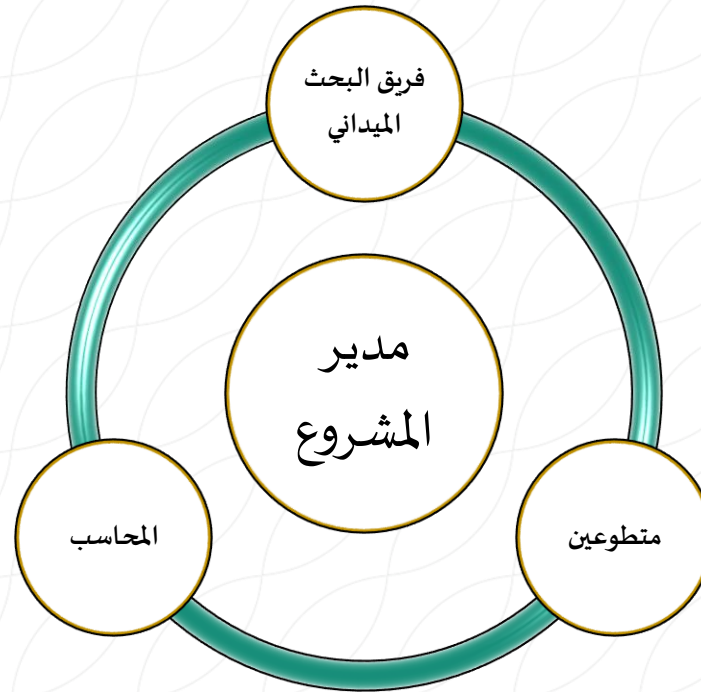 فريق البحث
الميداني
مدير
المشروع
متطوعين
المحاسب